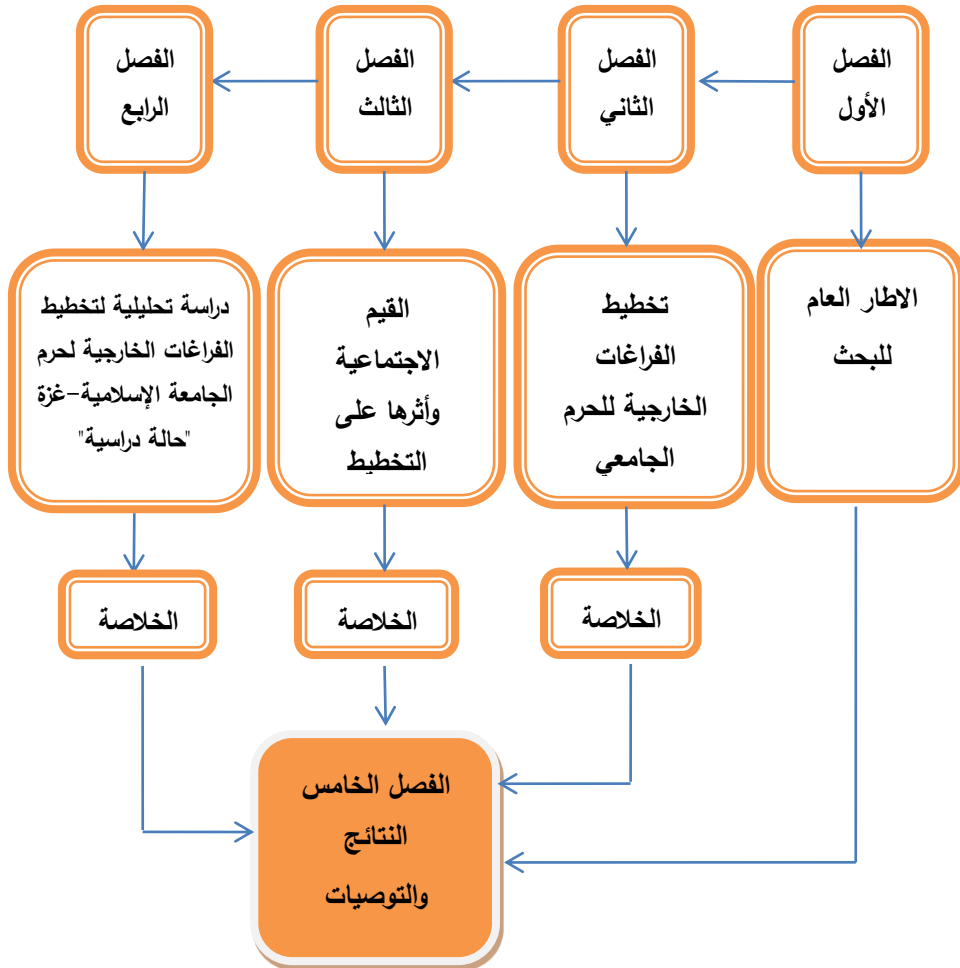 الفصل
الأول
الفصل
الثاني
الفصل
الثالث
الفصل
الرابع
الاطار العام
للبحث
تخطيط
الفراغات
الخارجية للحرم
الجامعي
القيم
الاجتماعية
وأثرها على
التخطيط
دراسة تحليلية لتخطيط
الفراغات الخارجية لحرم
الجامعة الإسلامية-غزة
"حالة دراسية"
الخلاصة
الخلاصة
الخلاصة
الفصل الخامس
النتائج
والتوصيات